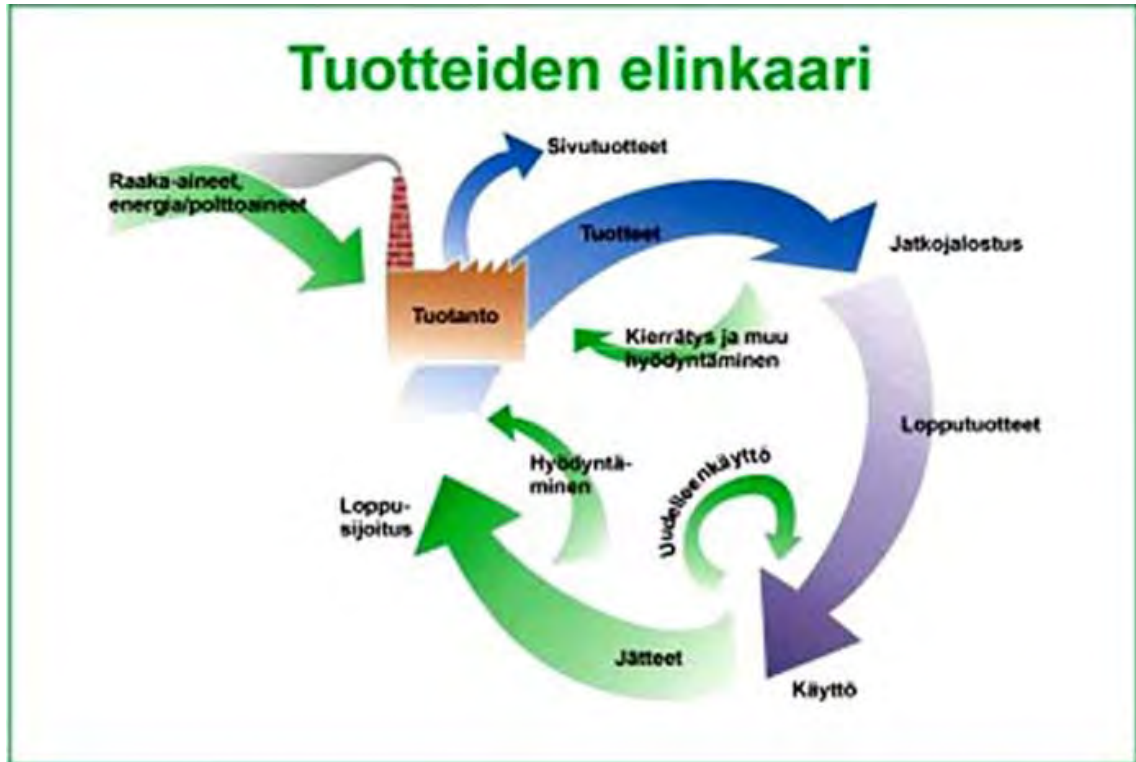 Tuotteiden elinkaari
Sivutuotteet
Raaka-aineet,
energia/polttoaineet
Tuotteet
Jatkojalostus
Tuotanto
Kierrätys ja muu
hyödyntäminen
Lopputuotteet
Uudelleenkäyttö
Hyödyntä-
minen
Loppu-
sijoitus
Jätteet
Käyttö